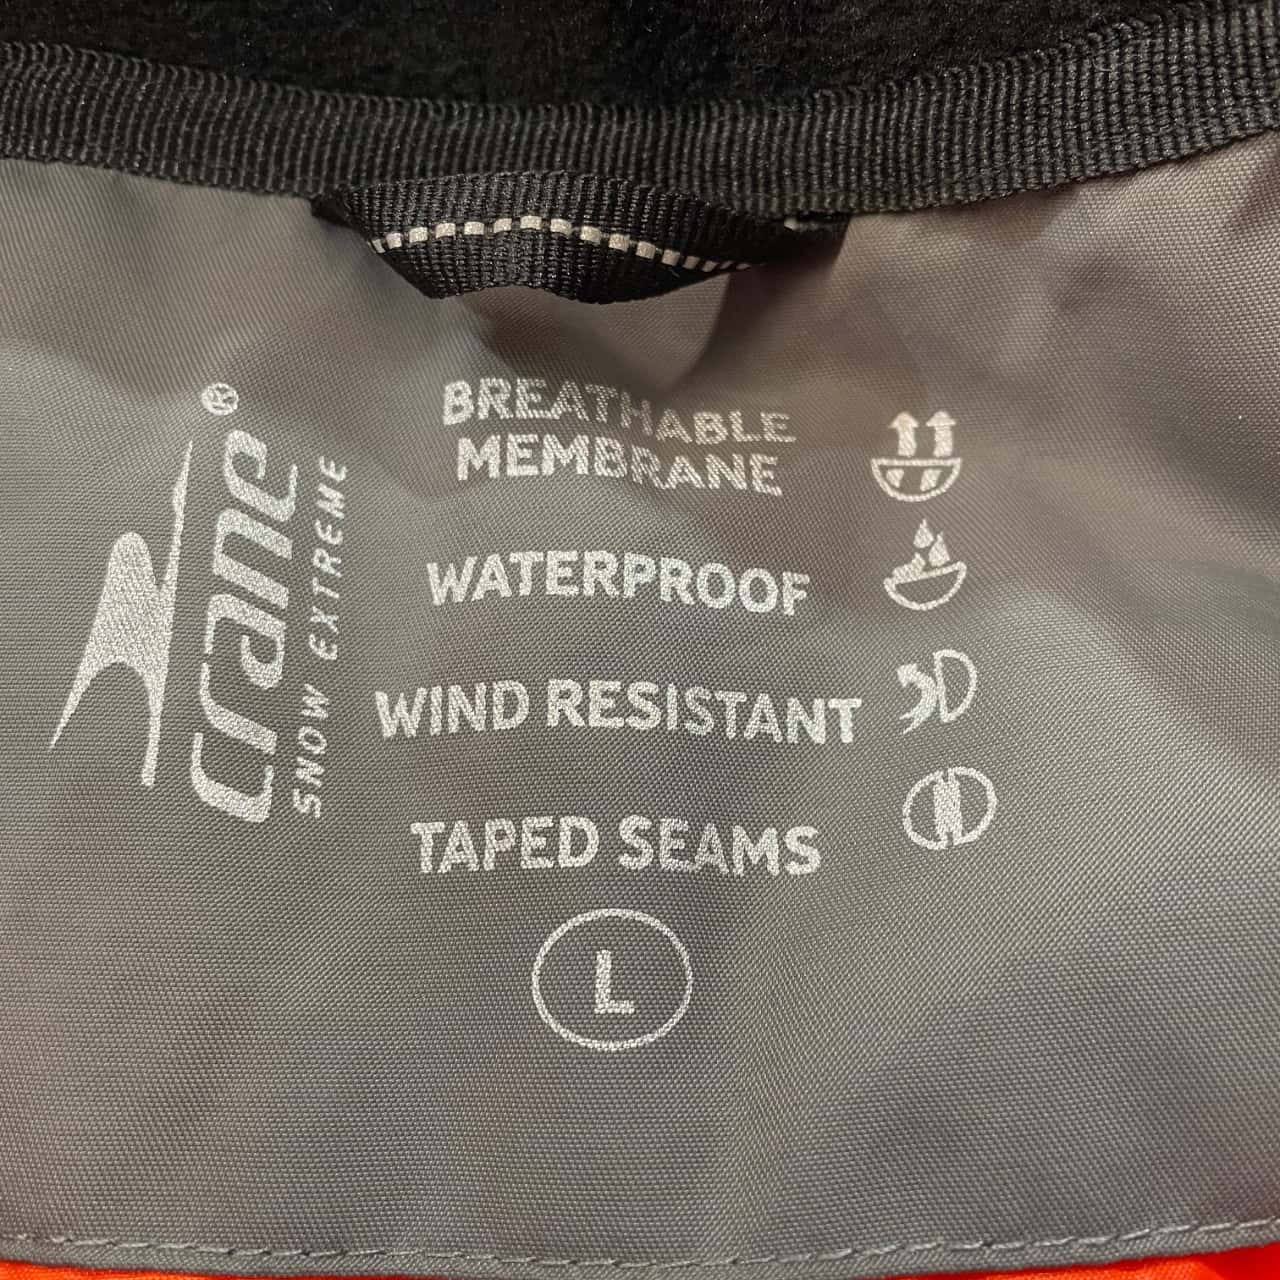 crane®
SNOW EXTREME
BREATHABLE
MEMBRANE
WATERPROOF
WIND RESISTANT
TAPED SEAMS
L